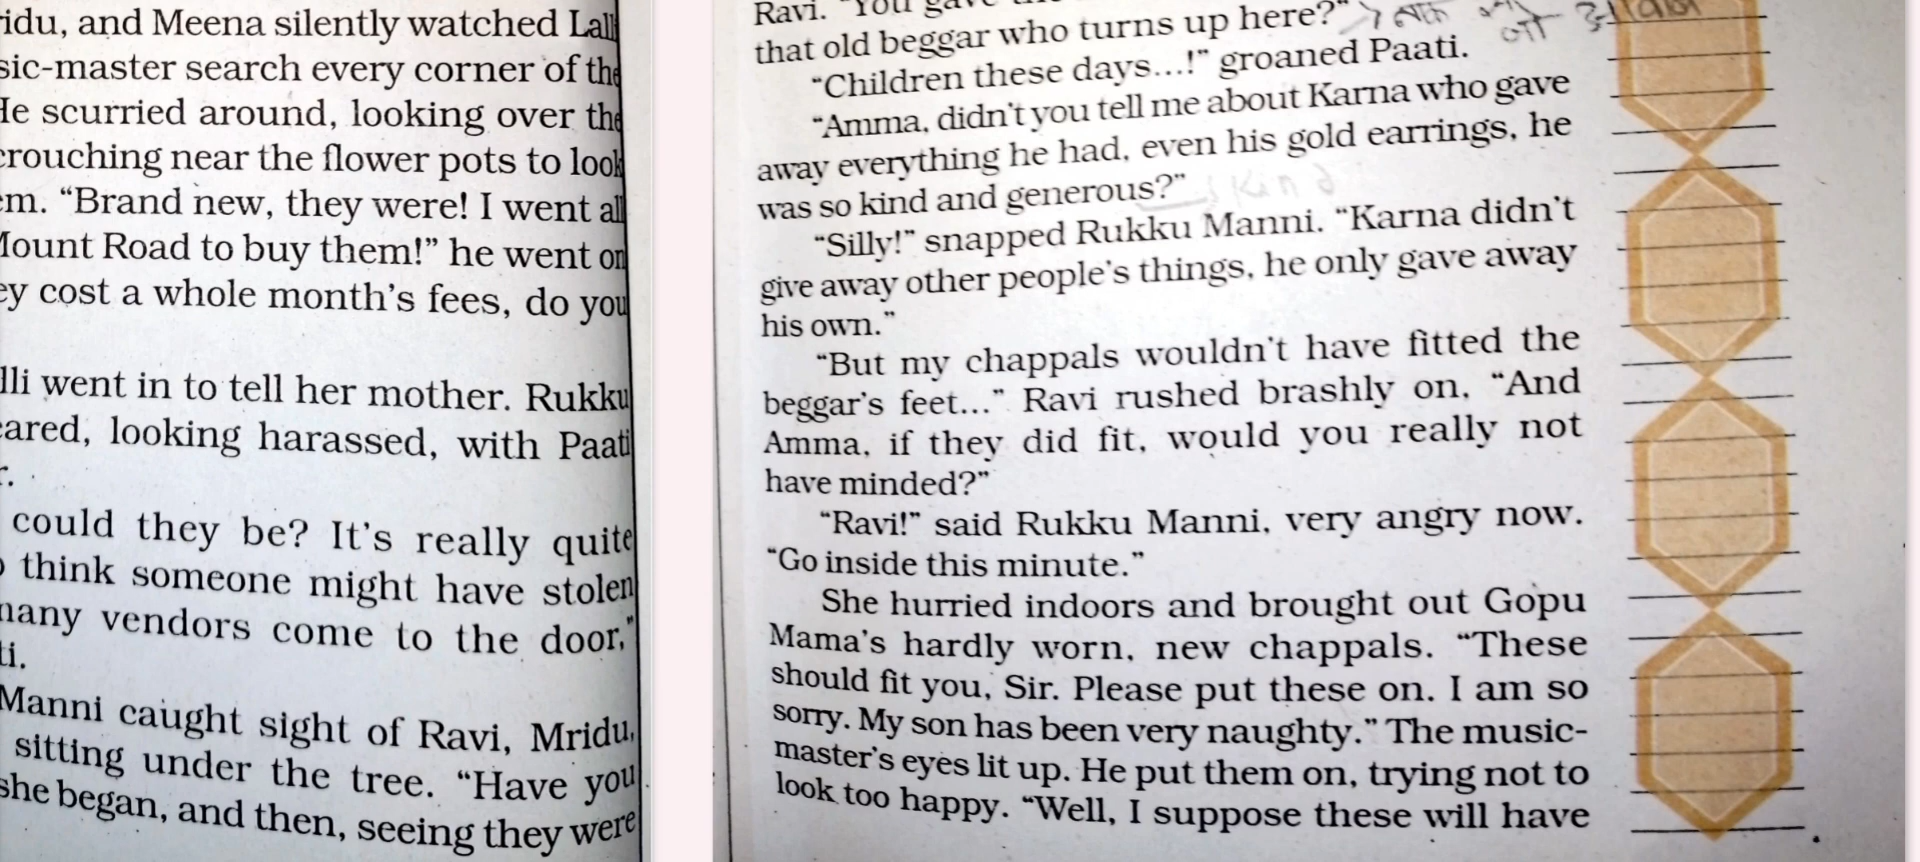 idu, and Meena silently watched Lall
sic-master search every corner of the
He scurried around, looking over the
crouching near the flower pots to look
em. “Brand new, they were! I went all
Mount Road to buy them!” he went on
ey cost a whole month's fees, do you
lli went in to tell her mother. Rukku
eared, looking harassed, with Paati
r.
could they be? It's really quite
o think someone might have stolen
many vendors come to the door,”
ti.
Manni caught sight of Ravi, Mridu,
sitting under the tree. “Have you
she began, and then, seeing they were
Ravi. “You gave
that old beggar who turns up here?”
“Children these days...!” groaned Paati.
“Amma, didn't you tell me about Karna who gave
away everything he had, even his gold earrings, he
was so kind and generous?”
Kind
“Silly!” snapped Rukku Manni. “Karna didn't
give away other people's things, he only gave away
his own.”
“But my chappals wouldn't have fitted the
beggar's feet...” Ravi rushed brashly on, “And
Amma, if they did fit, would you really not
have minded?”
“Ravi!” said Rukku Manni, very angry now.
“Go inside this minute.”
She hurried indoors and brought out Gopu
Mama's hardly worn, new chappals. “These
should fit you, Sir. Please put these on. I am so
sorry. My son has been very naughty.” The music-
master's eyes lit up. He put them on, trying not to
look too happy. “Well, I suppose these will have